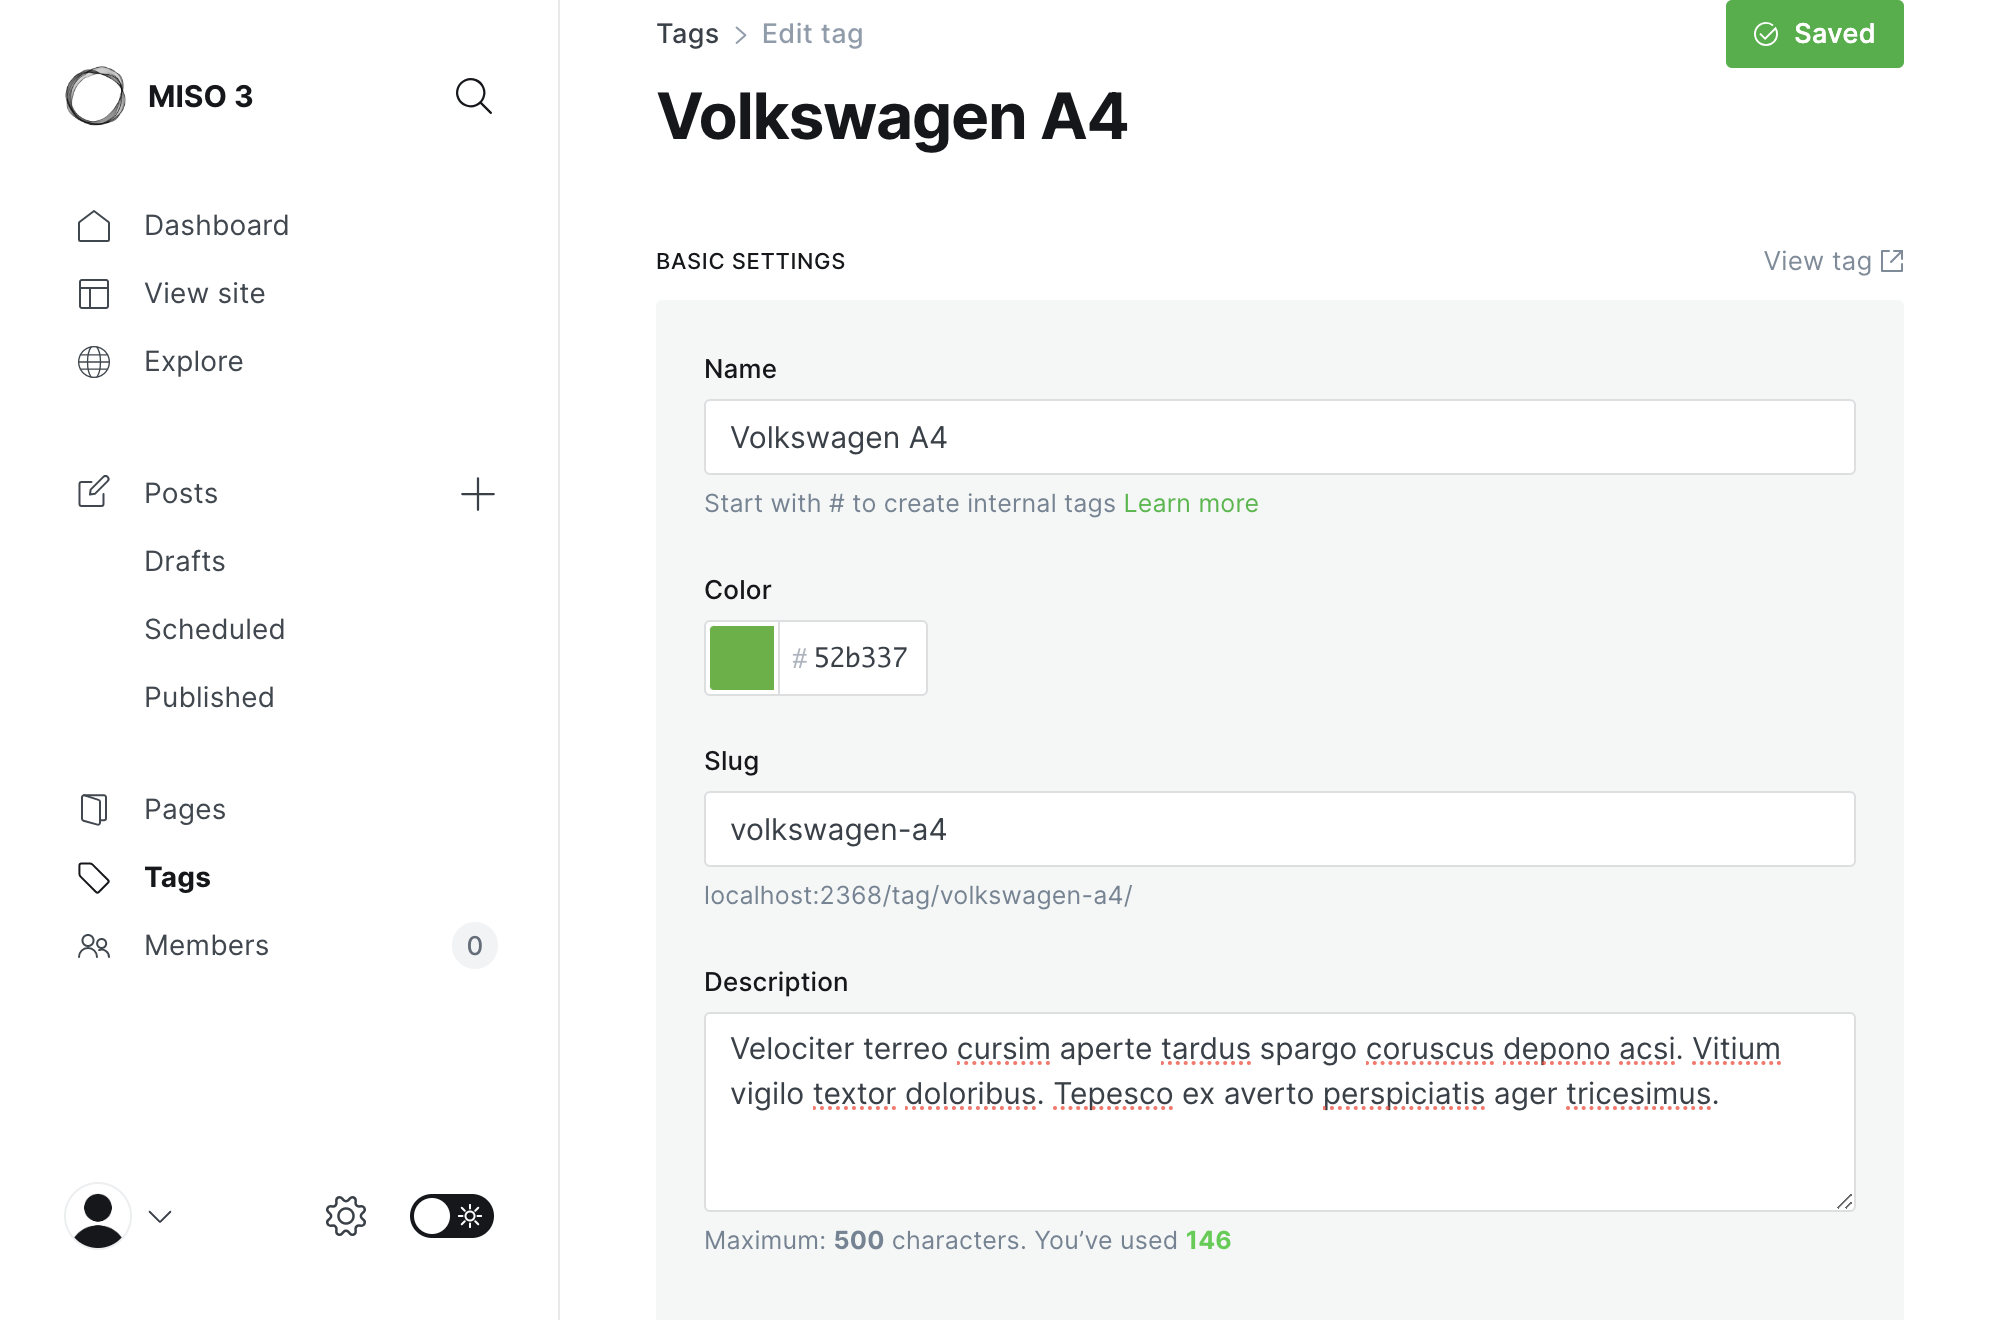 MISO 3
Dashboard
View site
Explore
Posts
Drafts
Scheduled
Published
Pages
Tags
Members 0
Tags > Edit tag
Saved
Volkswagen A4
BASIC SETTINGS
View tag
Name
Volkswagen A4
Start with # to create internal tags Learn more
Color
# 52b337
Slug
volkswagen-a4
localhost:2368/tag/volkswagen-a4/
Description
Velociter terreo cursim aperte tardus spargo coruscus depono acsi. Vitium
vigilo textor doloribus. Tepesco ex averto perspiciatis ager tricesimus.
Maximum: 500 characters. You’ve used 146